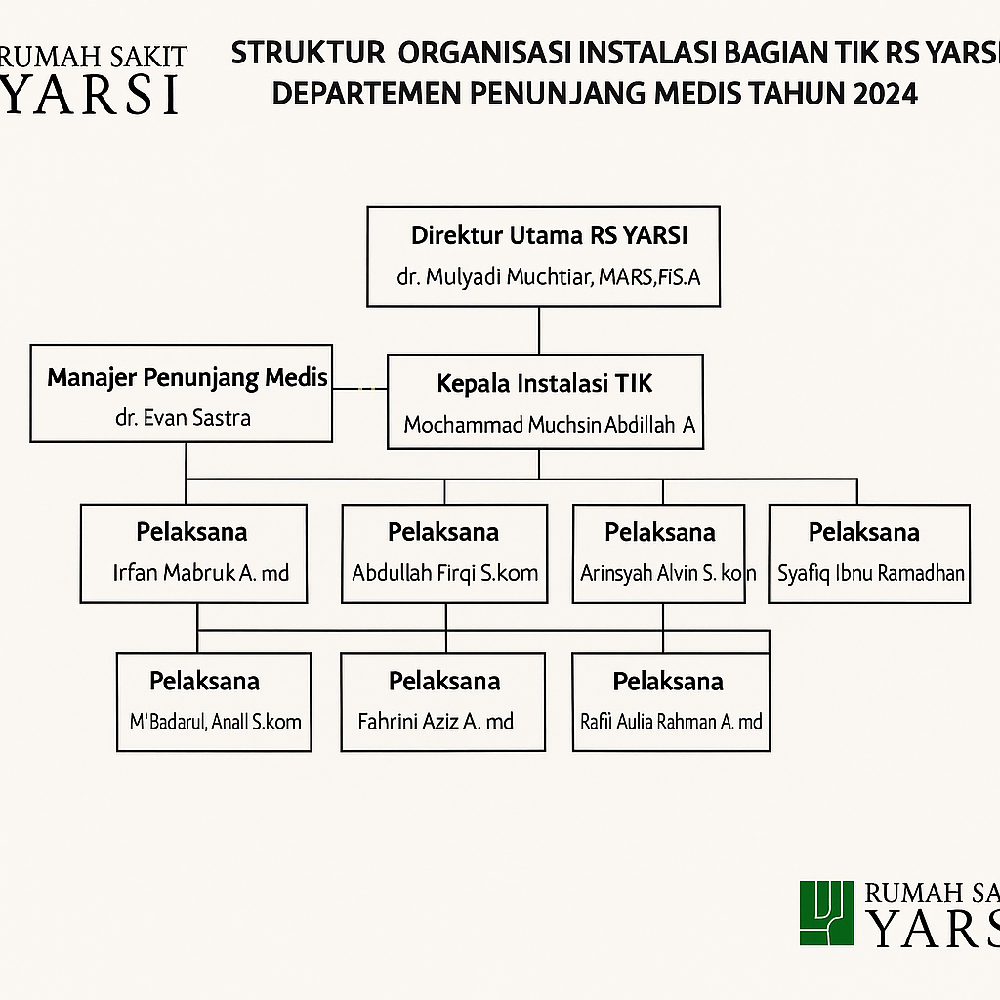 RUMAH SAKIT
YARSI
STRUKTUR ORGANISASI INSTALASI BAGIAN TIK RS YARSI
DEPARTEMEN PENUNJANG MEDIS TAHUN 2024
Direktur Utama RS YARSI
dr. Mulyadi Muchtiar, MARS,FiS.A
Manajer Penunjang Medis
dr. Evan Sastra
Kepala Instalasi TIK
Mochammad Muchsin Abdillah A
Pelaksana
Irfan Mabruk A. md
Pelaksana
Abdullah Firqi S.kom
Pelaksana
Arinsyah Alvin S. kon
Pelaksana
Syafiq Ibnu Ramadhan
Pelaksana
M'Badarul, Anall S.kom
Pelaksana
Fahrini Aziz A. md
Pelaksana
Rafii Aulia Rahman A. md
RUMAH SA
YARS